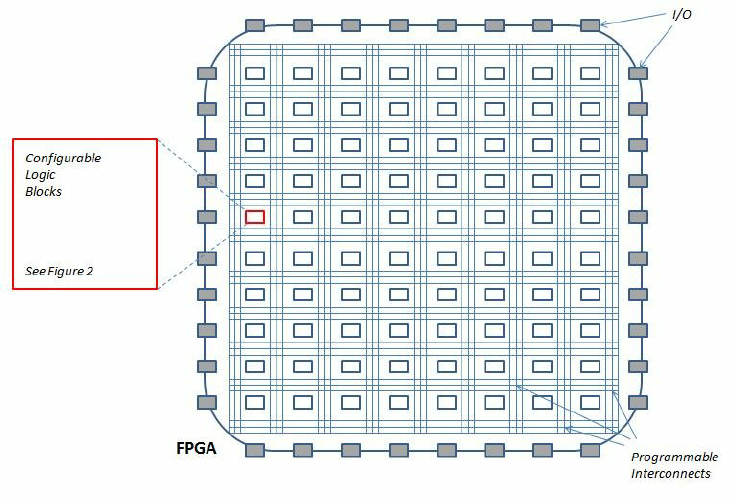 I/O
Configurable
Logic
Blocks
See Figure 2
FPGA
Programmable
Interconnects